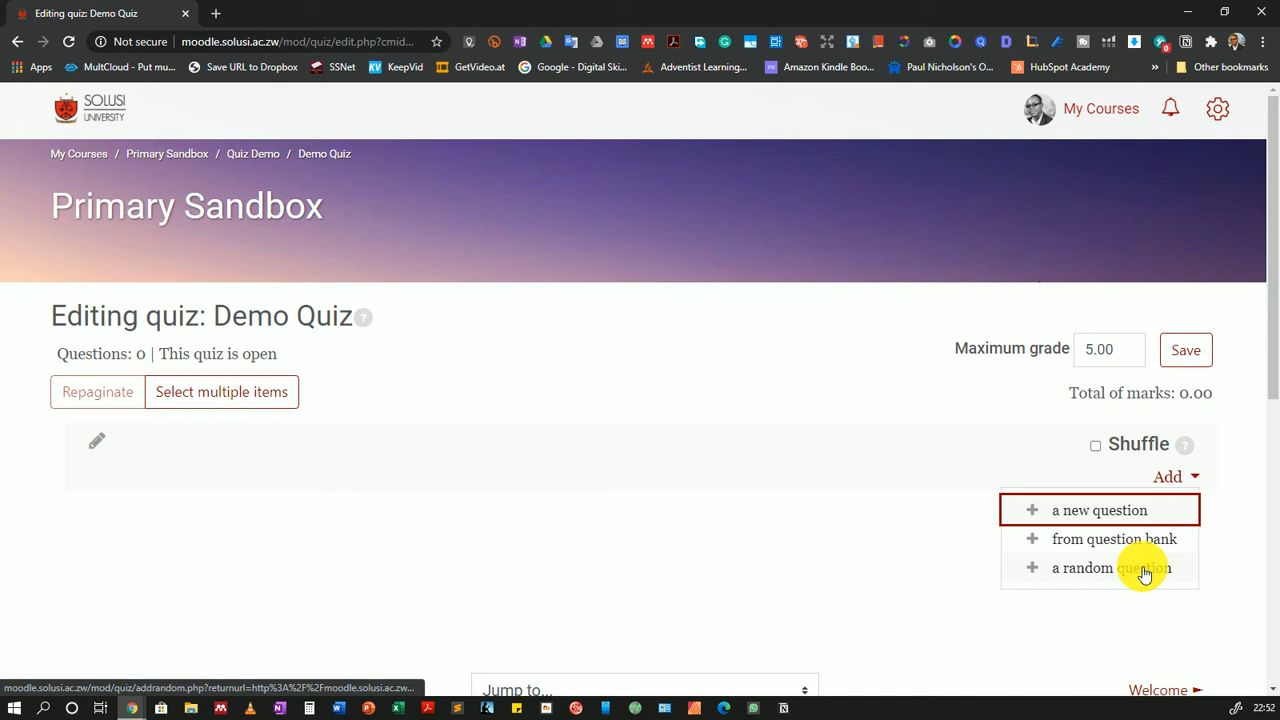 Editing quiz: Demo Quiz
Not secure | moodle.solusi.ac.zw/mod/quiz/edit.php?cmid...
Apps
MultCloud - Put mu...
Save URL to Dropbox
SSNet
KeepVid
GetVideo.at
Google - Digital Ski...
Adventist Learning...
Amazon Kindle Boo...
Paul Nicholson's O...
HubSpot Academy
»
Other bookmarks
SOLUSI
UNIVERSITY
My Courses
My Courses / Primary Sandbox / Quiz Demo / Demo Quiz
Primary Sandbox
Editing quiz: Demo Quiz
Questions: 0 | This quiz is open
Maximum grade 5.00 Save
Repaginate Select multiple items
Total of marks: 0.00
Shuffle
Add
a new question
from question bank
a random question
Jump to...
Welcome
moodle.solusi.ac.zw/mod/quiz/addrandom.php?returnurl=http%3A%2F%2Fmoodle.solusi.ac.zw...
22:52